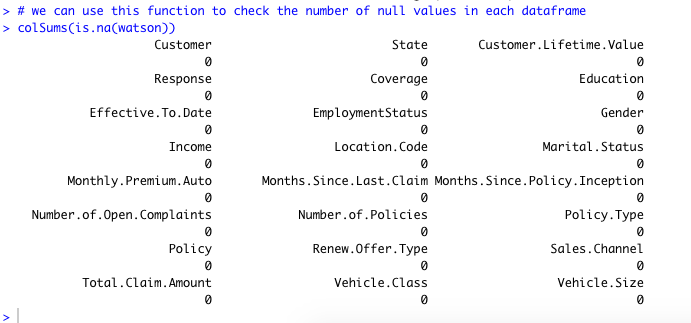 > # we can use this function to check the number of null values in each dataframe
> colSums(is.na(watson))
Customer State Customer.Lifetime.Value
0 0 0
Response Coverage Education
0 0 0
Effective.To.Date EmploymentStatus Gender
0 0 0
Income Location.Code Marital.Status
0 0 0
Monthly.Premium.Auto Months.Since.Last.Claim Months.Since.Policy.Inception
0 0 0
Number.of.Open.Complaints Number.of.Policies Policy.Type
0 0 0
Policy Renew.Offer.Type Sales.Channel
0 0 0
Total.Claim.Amount Vehicle.Class Vehicle.Size
0 0 0
>